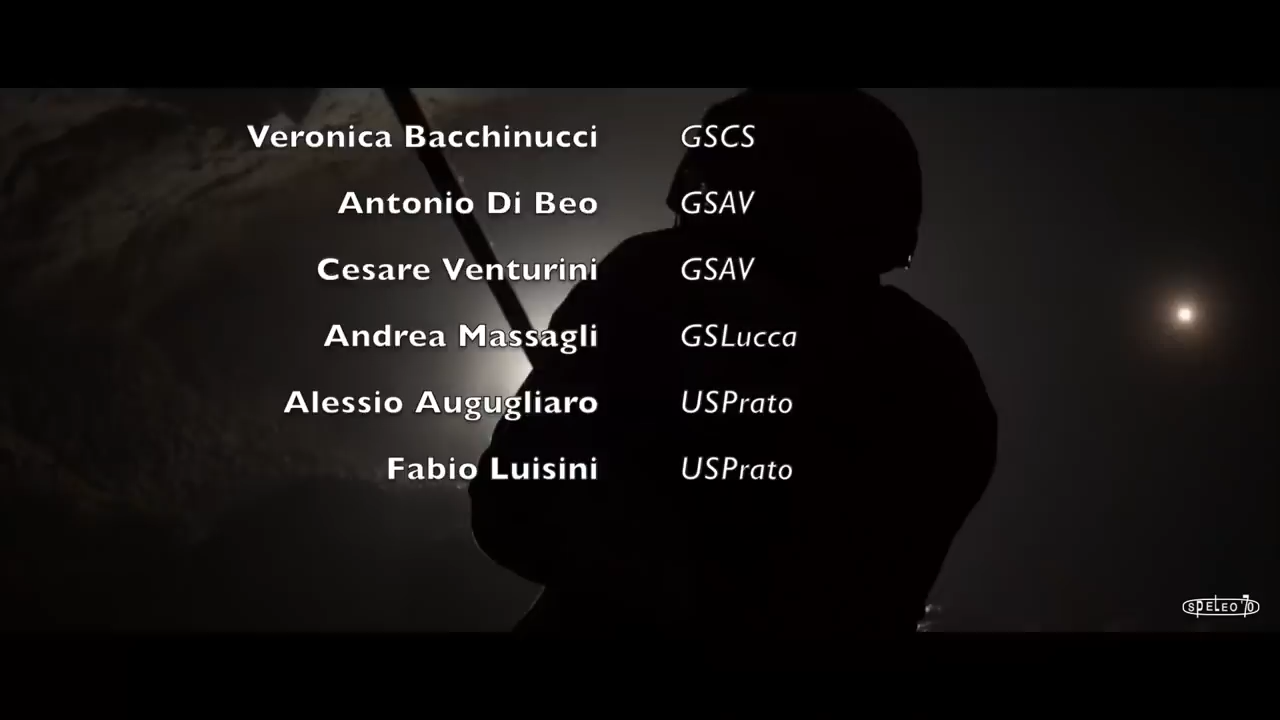 Veronica Bacchinucci GSCS
Antonio Di Beo GSAV
Cesare Venturini GSAV
Andrea Massagli GSLucca
Alessio Augugliaro USPrato
Fabio Luisini USPrato
SPELEO '70